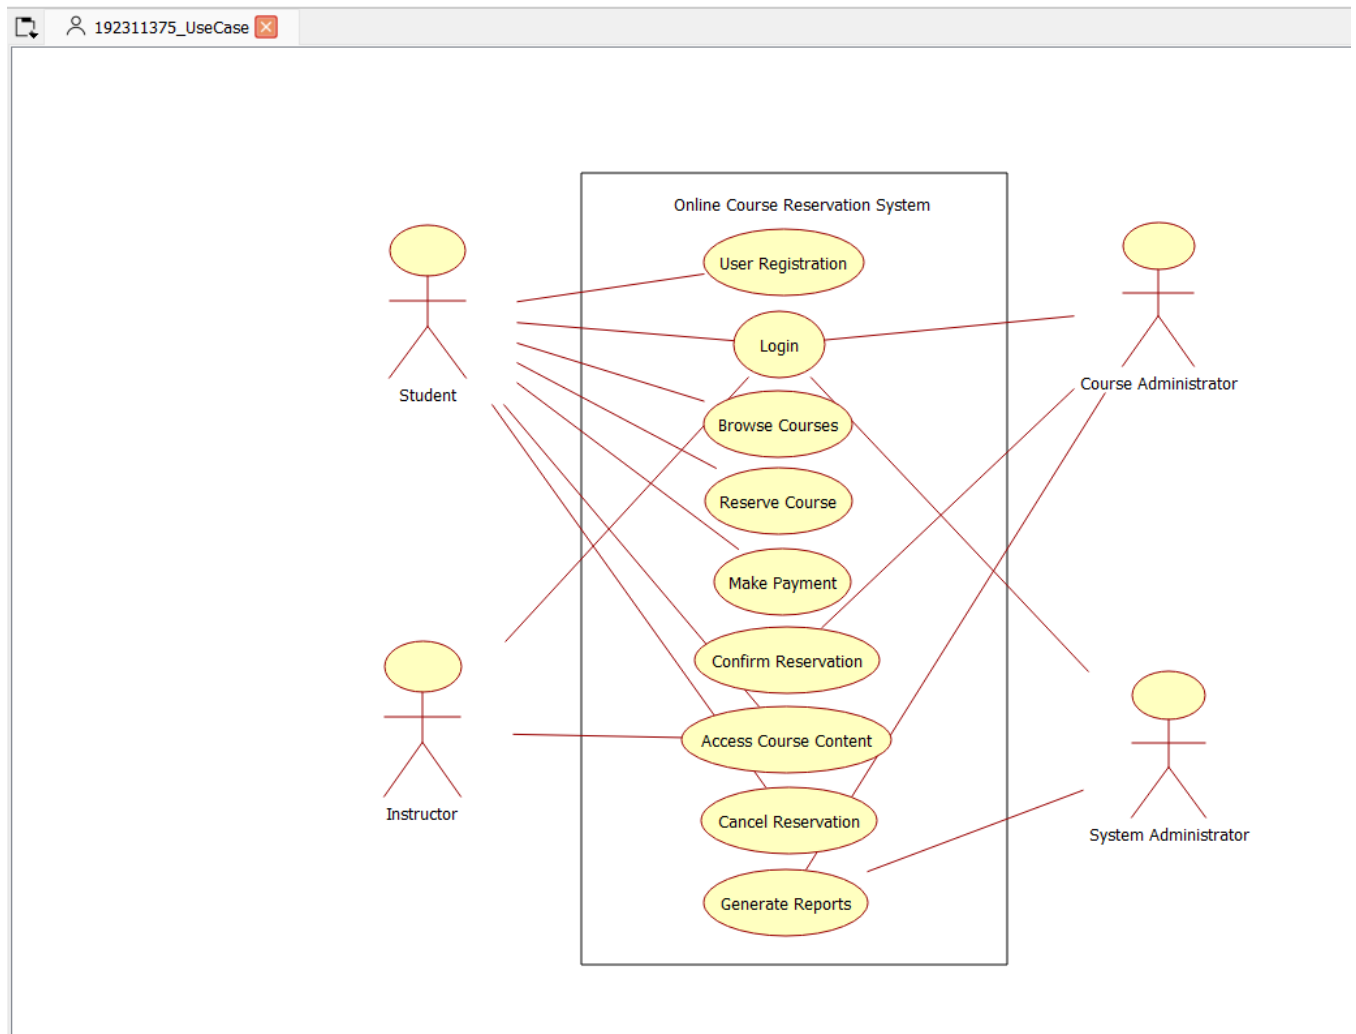 192311375_UseCase
Online Course Reservation System
User Registration
Login
Student
Course Administrator
Browse Courses
Reserve Course
Make Payment
Confirm Reservation
Access Course Content
Instructor
Cancel Reservation
System Administrator
Generate Reports